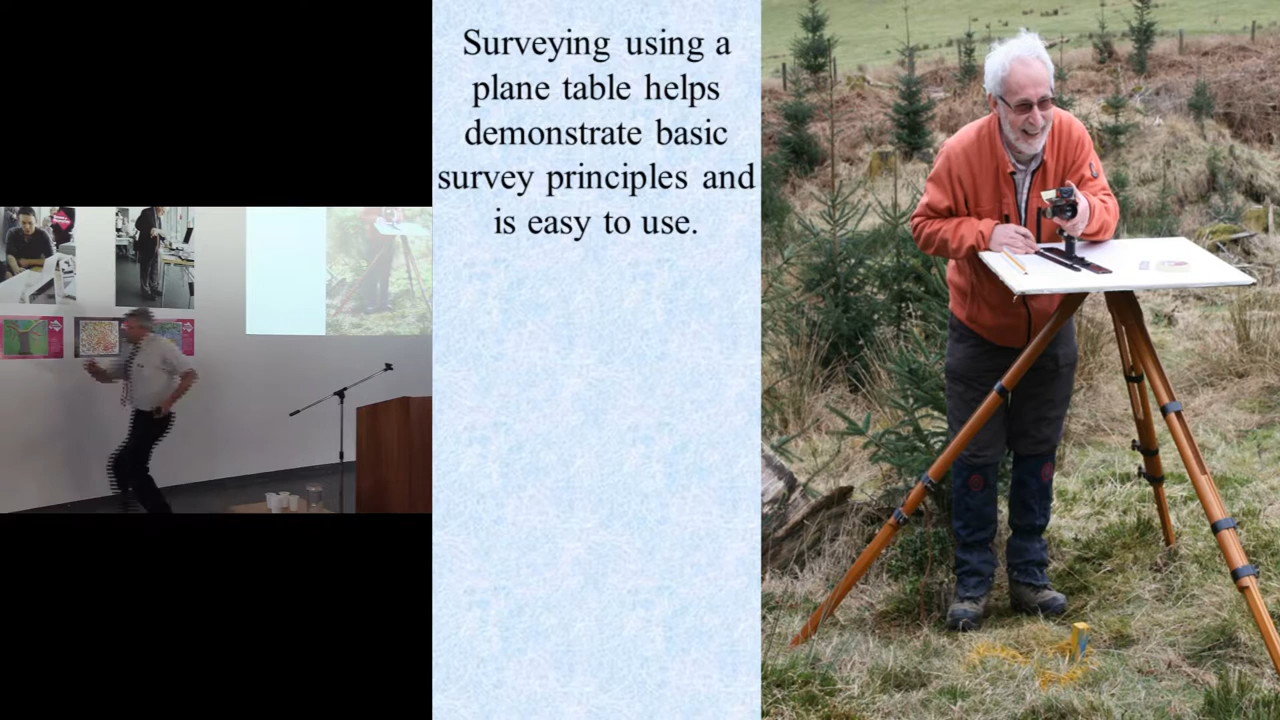 Surveying using a
plane table helps
demonstrate basic
survey principles and
is easy to use.